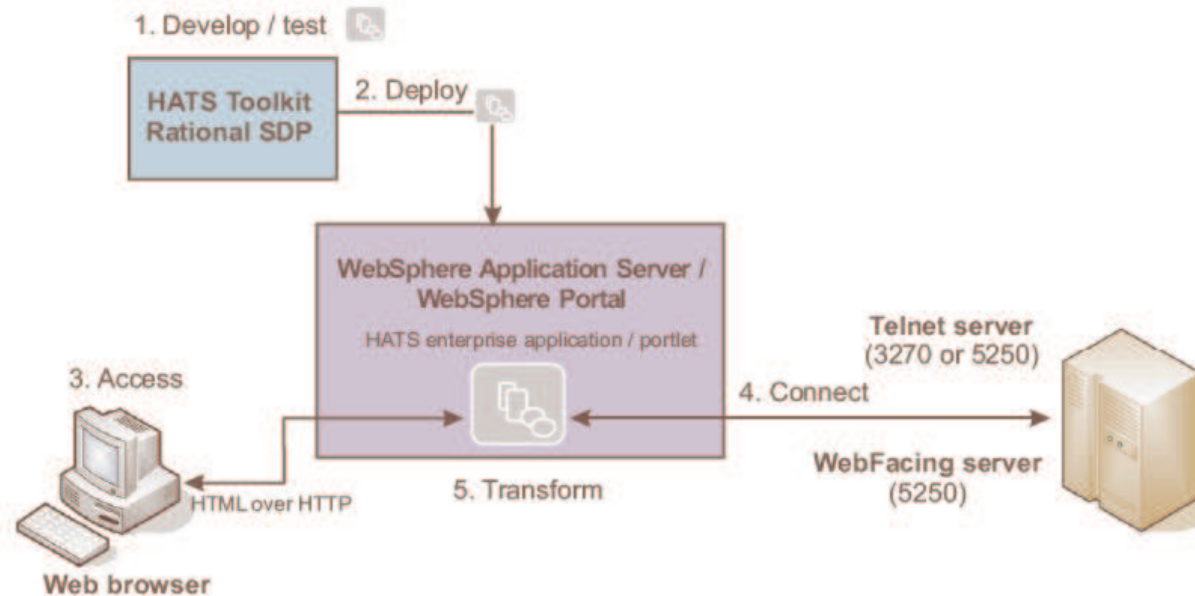 1. Develop / test
HATS Toolkit
Rational SDP
2. Deploy
WebSphere Application Server /
WebSphere Portal
HATS enterprise application / portlet
Telnet server
(3270 or 5250)
3. Access
4. Connect
WebFacing server
(5250)
5. Transform
HTML over HTTP
Web browser